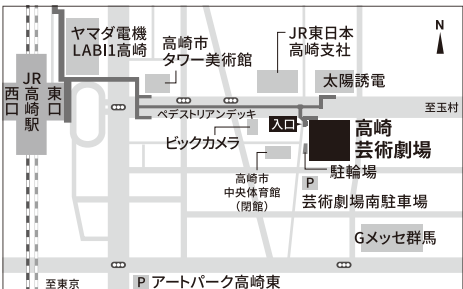 N
ヤマダ電機
LABI1高崎
高崎市
タワー美術館
JR東日本
高崎支社
太陽誘電
西口
JR高崎駅
東口
ペデストリアンデッキ
至玉村
入口
高崎
芸術劇場
ビックカメラ
駐輪場
高崎市
中央体育館
(閉館)
P
芸術劇場南駐車場
Gメッセ群馬
至東京
P アートパーク高崎東